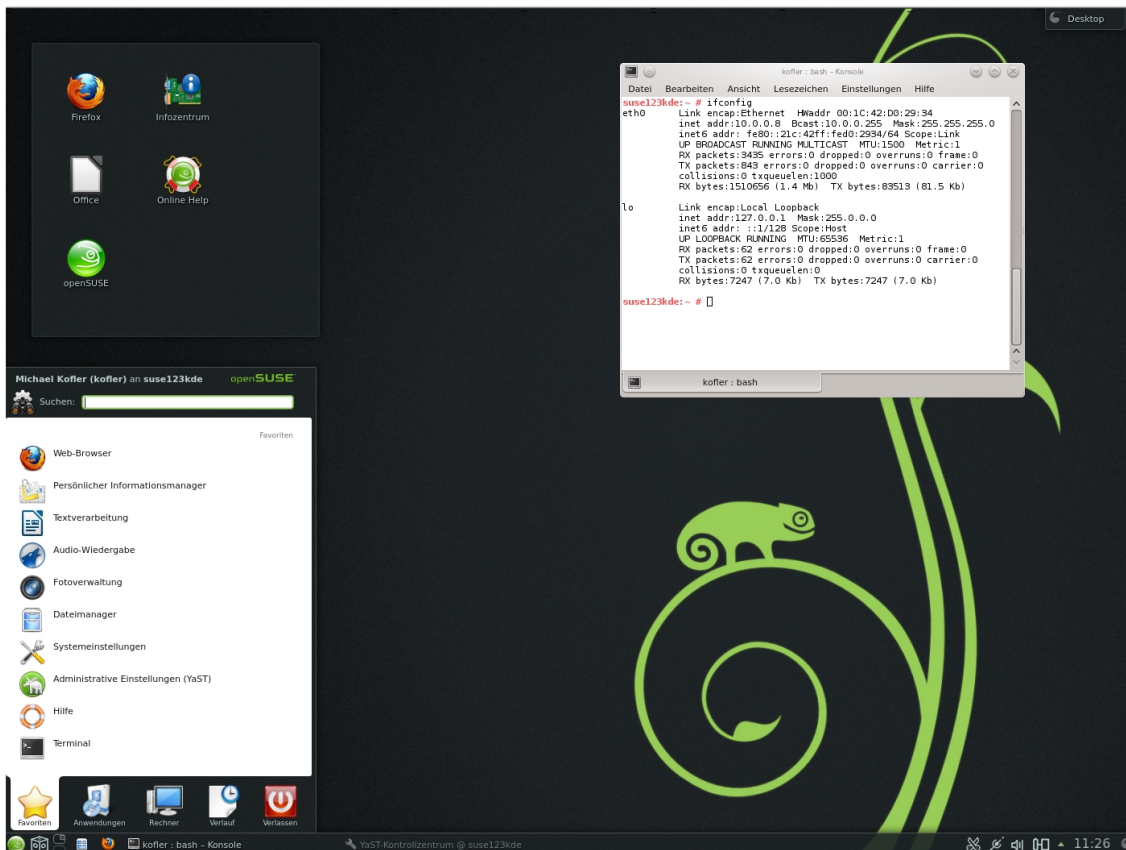 Desktop
Firefox
Infozentrum
Office
Online Help
openSUSE
kofler : bash – Konsole
Datei Bearbeiten Ansicht Lesezeichen Einstellungen Hilfe
suse123kde:~ # ifconfig
eth0 Link encap:Ethernet HWaddr 00:1C:42:D0:29:34
inet addr:10.0.0.8 Bcast:10.0.0.255 Mask:255.255.255.0
inet6 addr: fe80::21c:42ff:fed0:2934/64 Scope:Link
UP BROADCAST RUNNING MULTICAST MTU:1500 Metric:1
RX packets:3435 errors:0 dropped:0 overruns:0 frame:0
TX packets:843 errors:0 dropped:0 overruns:0 carrier:0
collisions:0 txqueuelen:1000
RX bytes:1510656 (1.4 Mb) TX bytes:83513 (81.5 Kb)
lo Link encap:Local Loopback
inet addr:127.0.0.1 Mask:255.0.0.0
inet6 addr: ::1/128 Scope:Host
UP LOOPBACK RUNNING MTU:65536 Metric:1
RX packets:62 errors:0 dropped:0 overruns:0 frame:0
TX packets:62 errors:0 dropped:0 overruns:0 carrier:0
collisions:0 txqueuelen:0
RX bytes:7247 (7.0 Kb) TX bytes:7247 (7.0 Kb)
suse123kde:~ #
kofler : bash
Michael Kofler (kofler) an suse123kde
openSUSE
Suchen:
Favoriten
Web-Browser
Persönlicher Informationsmanager
Textverarbeitung
Audio-Wiedergabe
Fotoverwaltung
Dateimanager
Systemeinstellungen
Administrative Einstellungen (YaST)
Hilfe
Terminal
Favoriten Anwendungen Rechner Verlauf Verlassen
kofler : bash – Konsole
YaST-Kontrollzentrum @ suse123kde
11:26